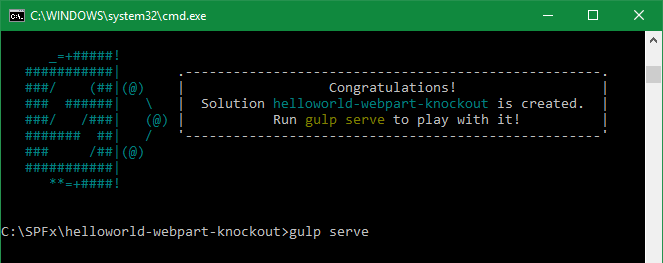 C:\WINDOWS\system32\cmd.exe
    _=+#####!
 ###########|      .----------------------------------------------------.
 ###/    (##|(@)   |                  Congratulations!                  |
 ###  ######|   \  |  Solution helloworld-webpart-knockout is created.  |
 ###/   /###|  (@) |           Run gulp serve to play with it!          |
 #######  ##|   /  '----------------------------------------------------'
 ###     /##|(@)
 ###########|
    **=+####!
C:\SPFx\helloworld-webpart-knockout>gulp serve